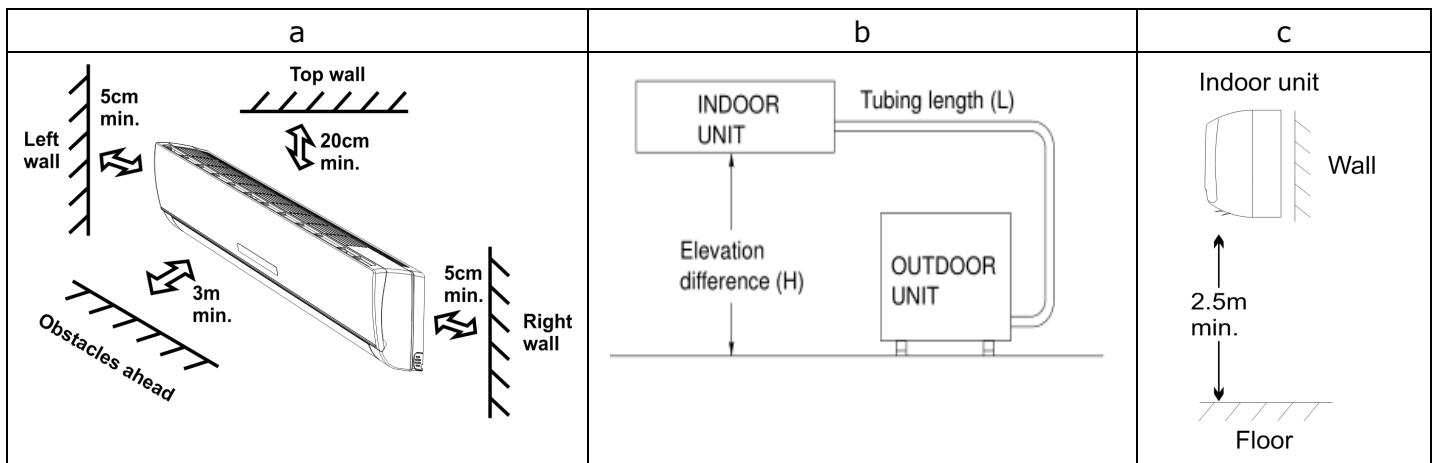 a
b
c
Top wall
5cm
min.
Left
wall
20cm
min.
3m
min.
5cm
min.
Right
wall
Obstacles ahead
INDOOR
UNIT
Tubing length (L)
Elevation
difference (H)
OUTDOOR
UNIT
Indoor unit
Wall
2.5m
min.
Floor